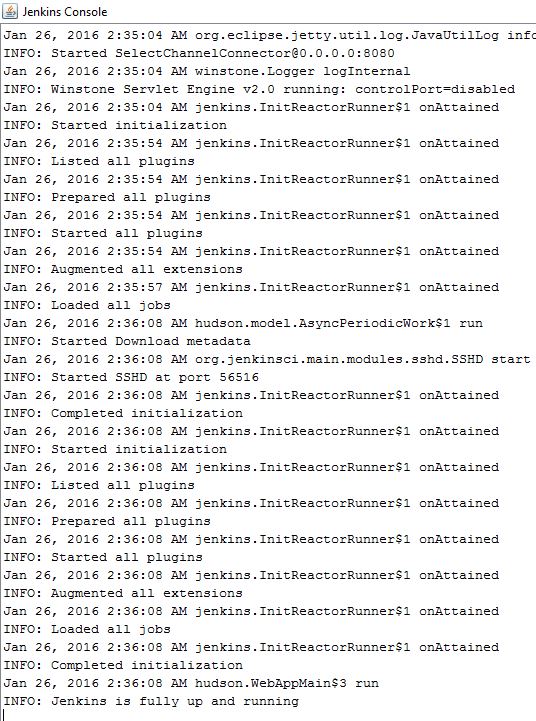 Jenkins Console
Jan 26, 2016 2:35:04 AM org.eclipse.jetty.util.log.JavaUtilLog info
INFO: Started SelectChannelConnector@0.0.0.0:8080
Jan 26, 2016 2:35:04 AM winstone.Logger logInternal
INFO: Winstone Servlet Engine v2.0 running: controlPort=disabled
Jan 26, 2016 2:35:04 AM jenkins.InitReactorRunner$1 onAttained
INFO: Started initialization
Jan 26, 2016 2:35:54 AM jenkins.InitReactorRunner$1 onAttained
INFO: Listed all plugins
Jan 26, 2016 2:35:54 AM jenkins.InitReactorRunner$1 onAttained
INFO: Prepared all plugins
Jan 26, 2016 2:35:54 AM jenkins.InitReactorRunner$1 onAttained
INFO: Started all plugins
Jan 26, 2016 2:35:54 AM jenkins.InitReactorRunner$1 onAttained
INFO: Augmented all extensions
Jan 26, 2016 2:35:57 AM jenkins.InitReactorRunner$1 onAttained
INFO: Loaded all jobs
Jan 26, 2016 2:36:08 AM hudson.model.AsyncPeriodicWork$1 run
INFO: Started Download metadata
Jan 26, 2016 2:36:08 AM org.jenkinsci.main.modules.sshd.SSHD start
INFO: Started SSHD at port 56516
Jan 26, 2016 2:36:08 AM jenkins.InitReactorRunner$1 onAttained
INFO: Completed initialization
Jan 26, 2016 2:36:08 AM jenkins.InitReactorRunner$1 onAttained
INFO: Started initialization
Jan 26, 2016 2:36:08 AM jenkins.InitReactorRunner$1 onAttained
INFO: Listed all plugins
Jan 26, 2016 2:36:08 AM jenkins.InitReactorRunner$1 onAttained
INFO: Prepared all plugins
Jan 26, 2016 2:36:08 AM jenkins.InitReactorRunner$1 onAttained
INFO: Started all plugins
Jan 26, 2016 2:36:08 AM jenkins.InitReactorRunner$1 onAttained
INFO: Augmented all extensions
Jan 26, 2016 2:36:08 AM jenkins.InitReactorRunner$1 onAttained
INFO: Loaded all jobs
Jan 26, 2016 2:36:08 AM jenkins.InitReactorRunner$1 onAttained
INFO: Completed initialization
Jan 26, 2016 2:36:08 AM hudson.WebAppMain$3 run
INFO: Jenkins is fully up and running